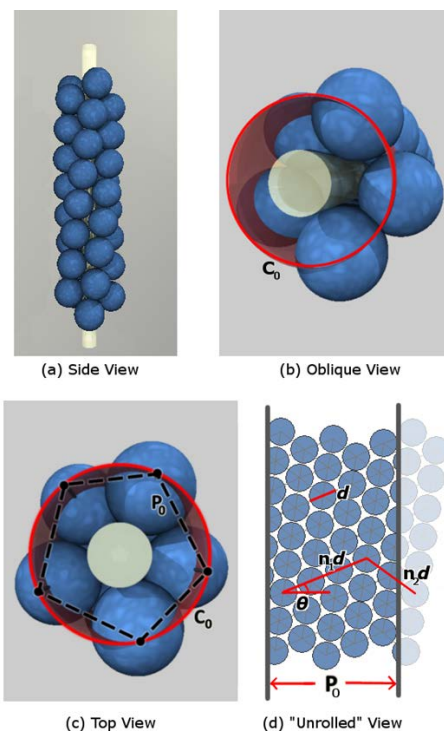 (a) Side View
C₀
(b) Oblique View
P₀
C₀
(c) Top View
d
n₁d
n₂d
θ
P₀
(d) "Unrolled" View